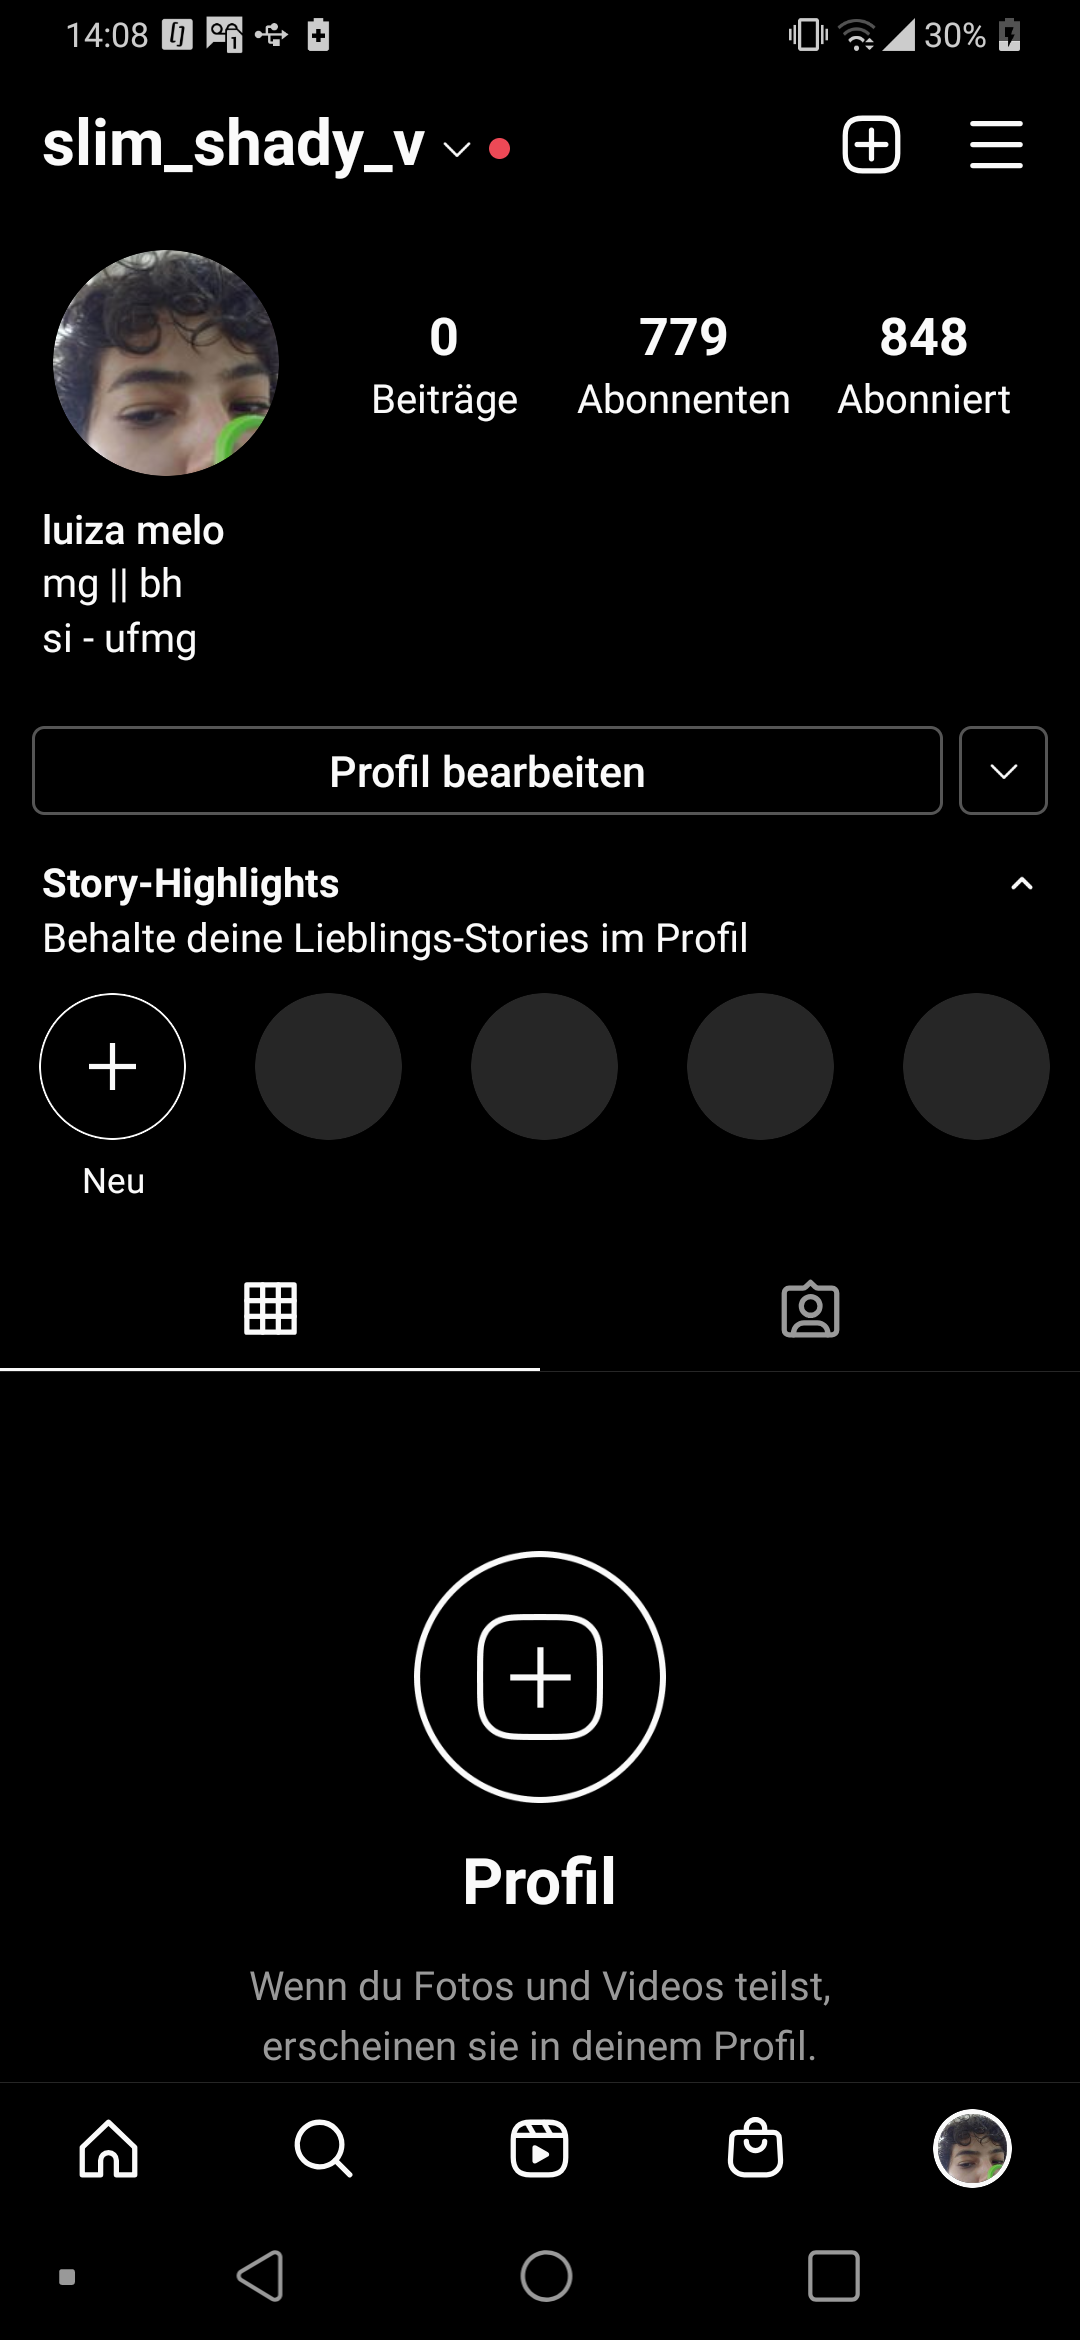 14:08
30%
slim_shady_v
0 779 848
Beiträge Abonnenten Abonniert
luiza melo
mg || bh
si - ufmg
Profil bearbeiten
Story-Highlights
Behalte deine Lieblings-Stories im Profil
Neu
Profil
Wenn du Fotos und Videos teilst,
erscheinen sie in deinem Profil.